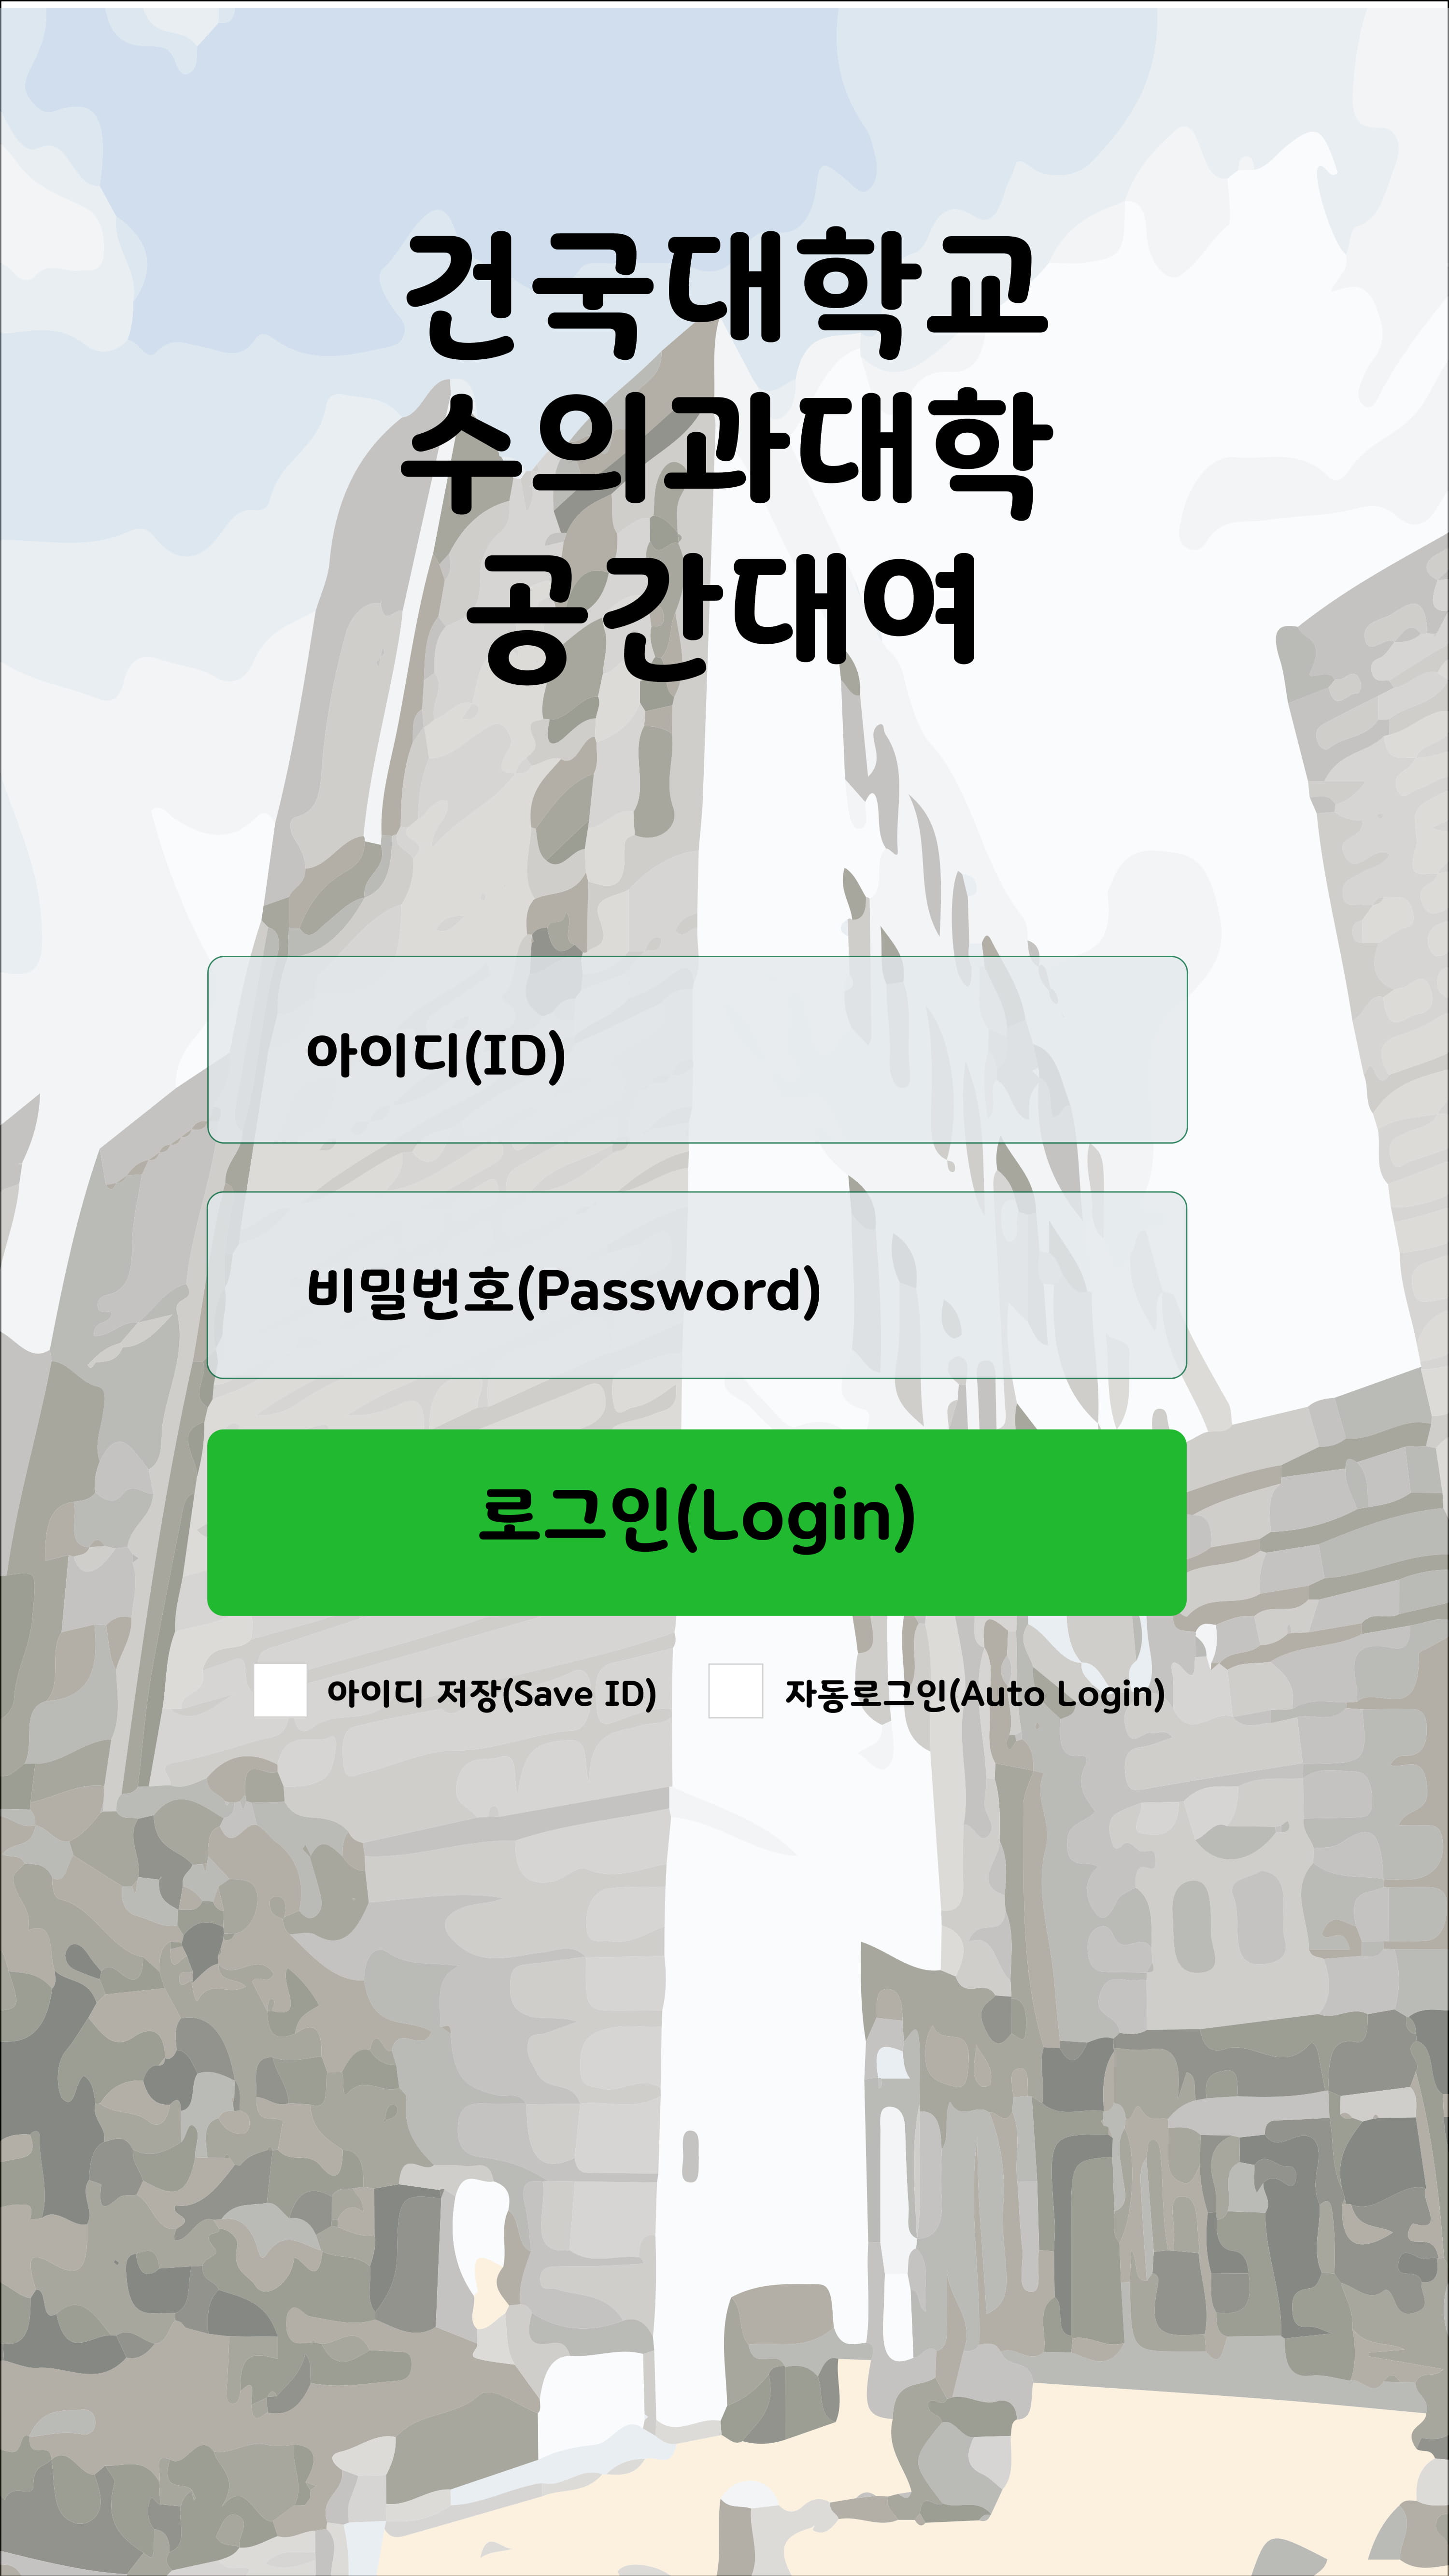 건국대학교
수의과대학
공간대여
아이디(ID)
비밀번호(Password)
로그인(Login)
아이디 저장(Save ID)
자동로그인(Auto Login)